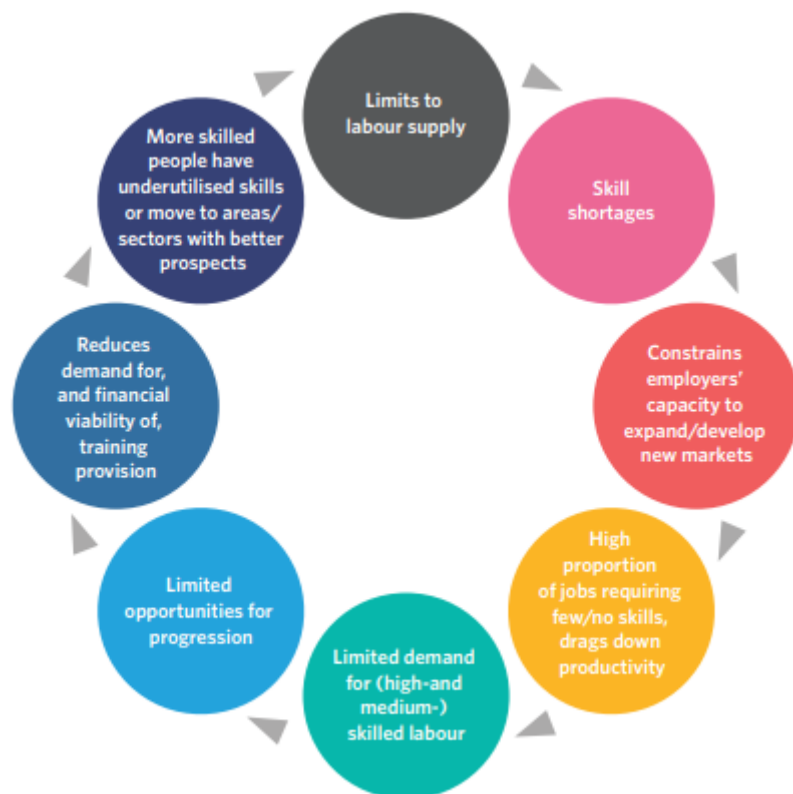 Limits to
labour supply
Skill
shortages
Constrains
employers'
capacity to
expand/develop
new markets
High
proportion
of jobs requiring
few/no skills,
drags down
productivity
Limited demand
for (high-and
medium-)
skilled labour
Limited
opportunities for
progression
Reduces
demand for,
and financial
viability of,
training
provision
More skilled
people have
underutilised skills
or move to areas/
sectors with better
prospects